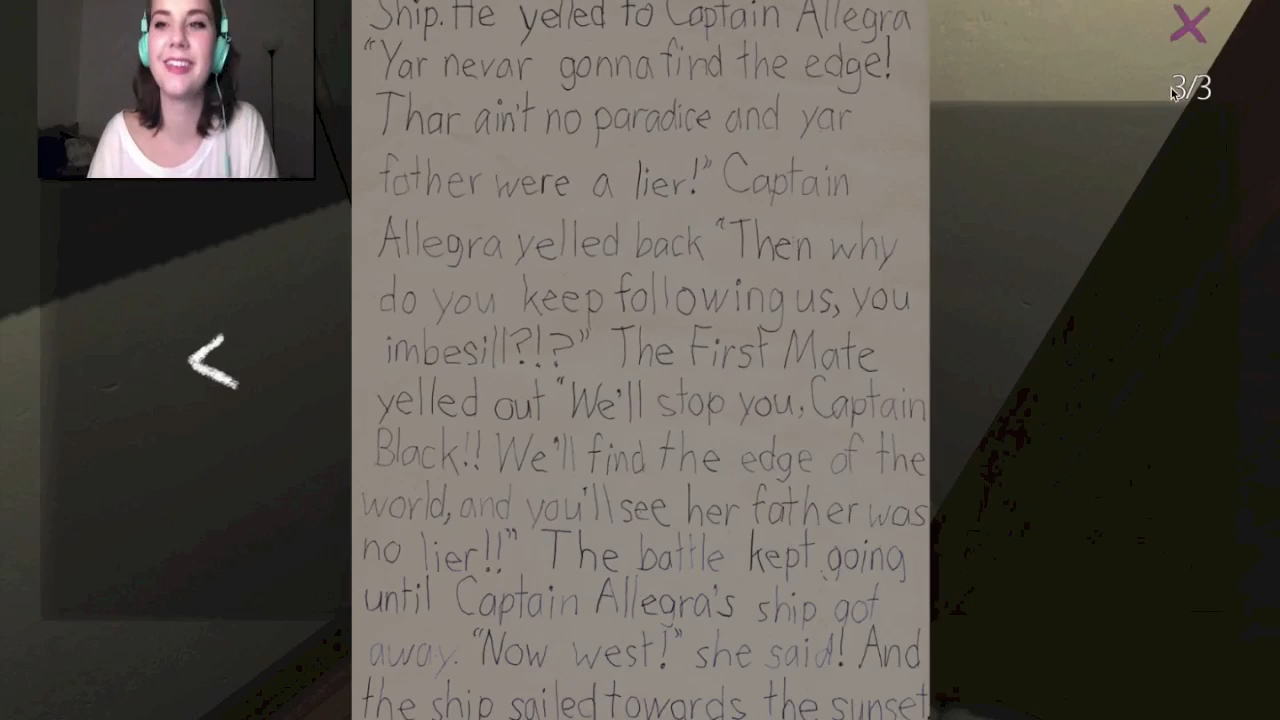 Ship. He yelled to Captain Allegra
"Yar nevar gonna find the edge!
Thar ain't no paradice and yar
father were a lier!" Captain
Allegra yelled back "Then why
do you keep following us, you
imbesill?!?" The First Mate
yelled out "We'll stop you, Captain
Black!! We'll find the edge of the
world, and you'll see her father was
no lier!!" The battle kept going
until Captain Allegra's ship got
away. "Now west!" she said! And
the ship sailed towards the sunset
3/3